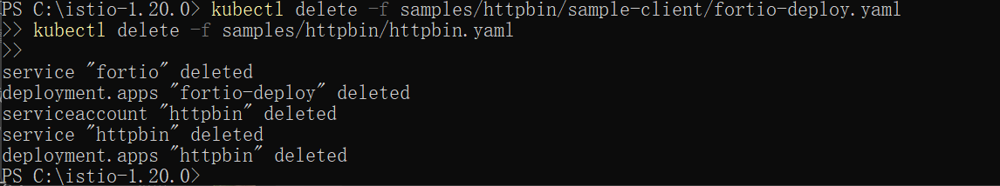 PS C:\istio-1.20.0> kubectl delete -f samples/httpbin/sample-client/fortio-deploy.yaml
>> kubectl delete -f samples/httpbin/httpbin.yaml
>>
service "fortio" deleted
deployment.apps "fortio-deploy" deleted
serviceaccount "httpbin" deleted
service "httpbin" deleted
deployment.apps "httpbin" deleted
PS C:\istio-1.20.0>